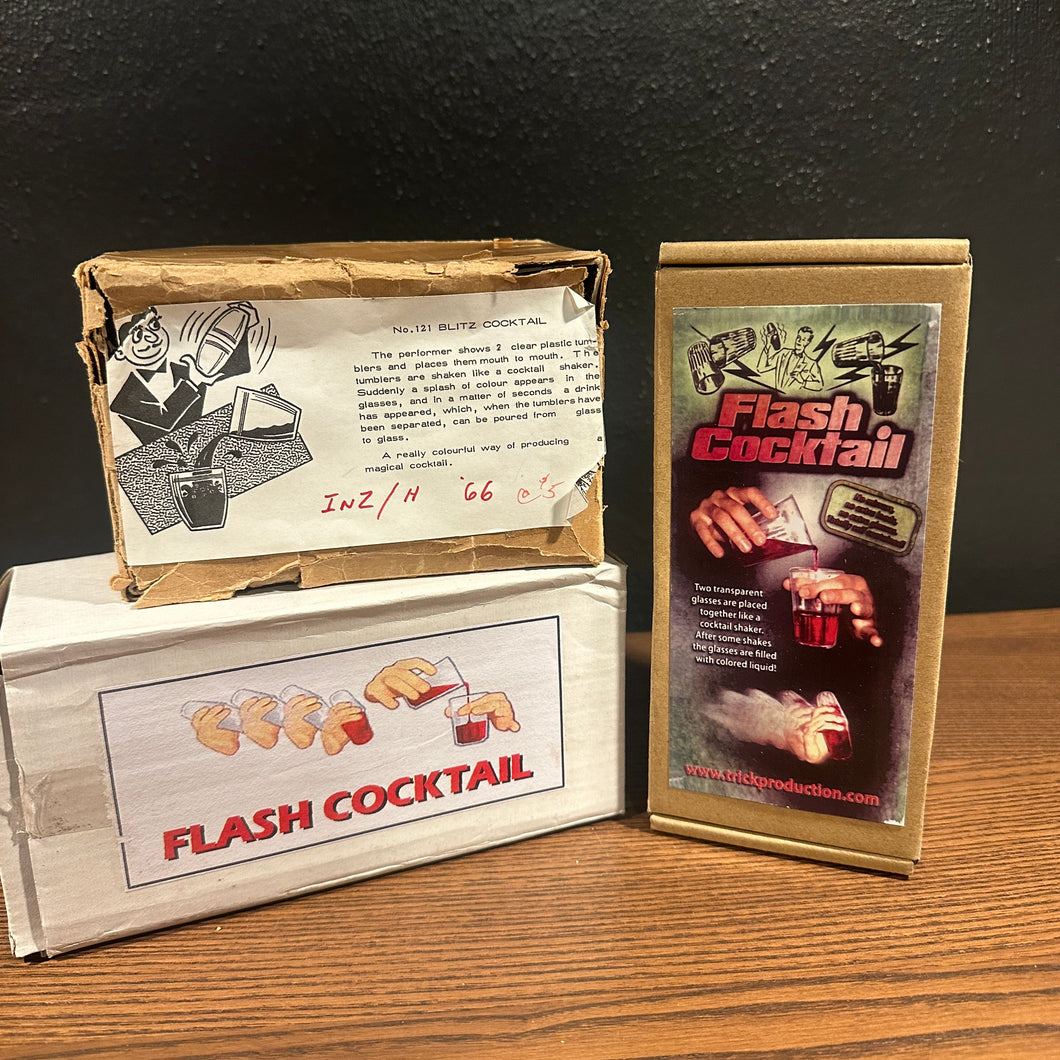 No.121 BLITZ COCKTAIL
The performer shows 2 clear plastic tum-
blers and places them mouth to mouth. The
tumblers are shaken like a cocktail shaker.
Suddenly a splash of colour appears in the
glasses, and in a matter of seconds a drink
has appeared, which, when the tumblers have
been separated, can be poured from glass
to glass.
A really colourful way of producing a
magical cocktail.
INZ/H '66
FLASH COCKTAIL
Flash
Cocktail
Two transparent
glasses are placed
together like a
cocktail shaker.
After some shakes
the glasses are filled
with colored liquid!
www.trickproduction.com